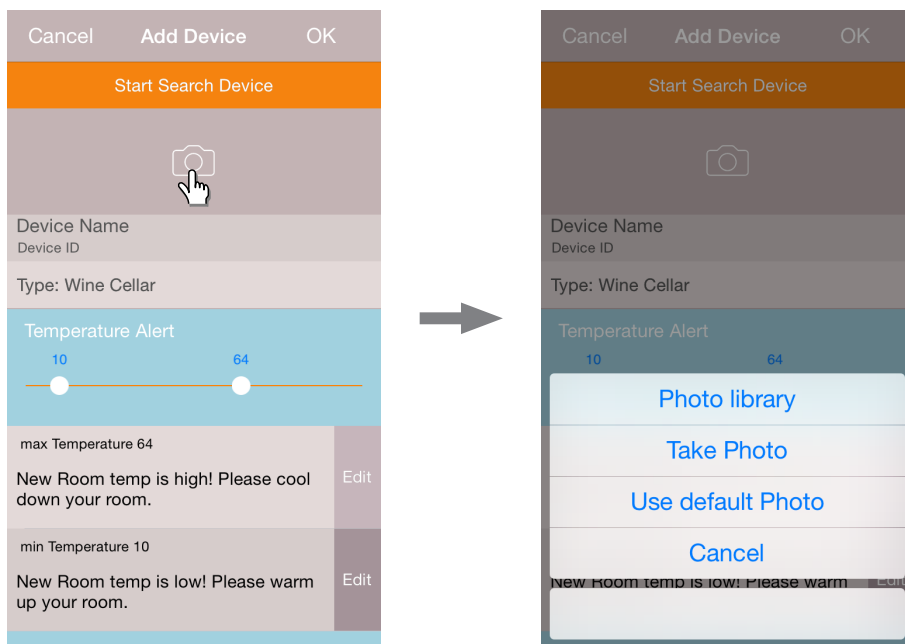 Cancel Add Device OK
Start Search Device
Device Name
Device ID
Type: Wine Cellar
Temperature Alert
10 64
max Temperature 64
New Room temp is high! Please cool
down your room.
Edit
min Temperature 10
New Room temp is low! Please warm
up your room.
Edit
Cancel Add Device OK
Start Search Device
Device Name
Device ID
Type: Wine Cellar
Temperature Alert
10 64
Photo library
Take Photo
Use default Photo
Cancel
New Room temp is low! Please warm
Edit